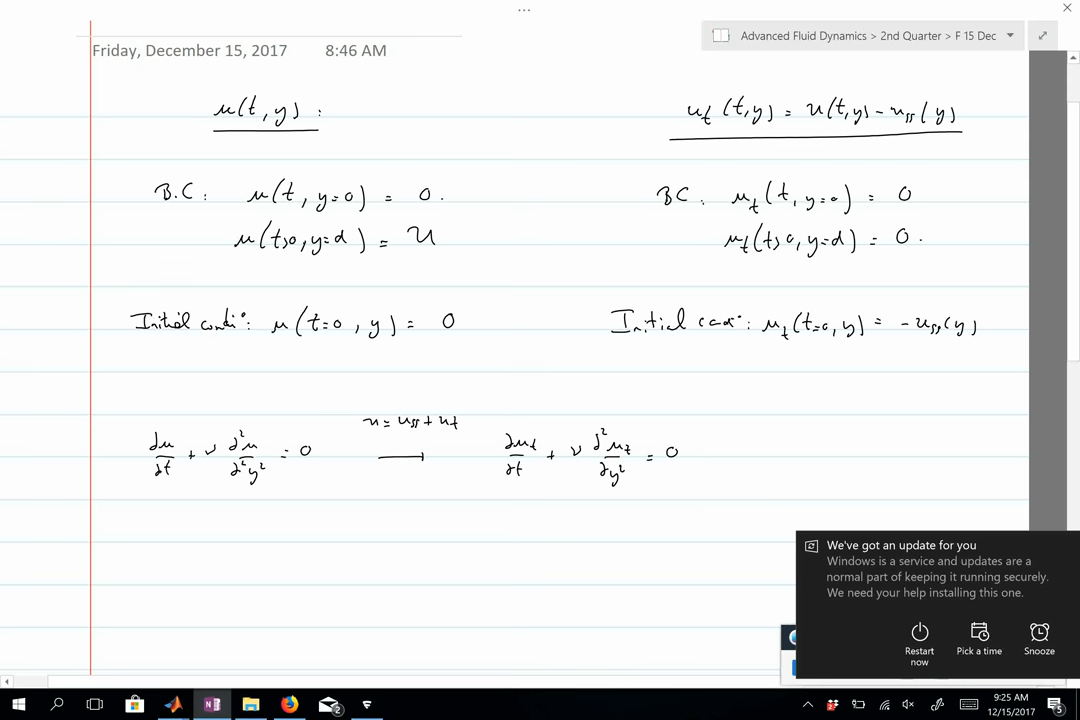 Advanced Fluid Dynamics > 2nd Quarter > F 15 Dec
Friday, December 15, 2017 8:46 AM
u(t, y) :
u_t (t,y) = u(t,y) - u_ss (y)
B.C : u(t, y=0) = 0.
u(t>0, y=d) = U
BC : u_t (t, y=0) = 0
u_t (t>0, y=d) = 0.
Initial condi°: u(t=0, y) = 0
Initial con°: u_t (t=0, y) = - u_ss (y)
∂u/∂t + ν ∂²u/∂²y² = 0
u = u_ss + u_t
⟶
∂u_t/∂t + ν ∂²u_t/∂y² = 0
We've got an update for you
Windows is a service and updates are a
normal part of keeping it running securely.
We need your help installing this one.
Restart
now
Pick a time
Snooze
2
9:25 AM
12/15/2017
5